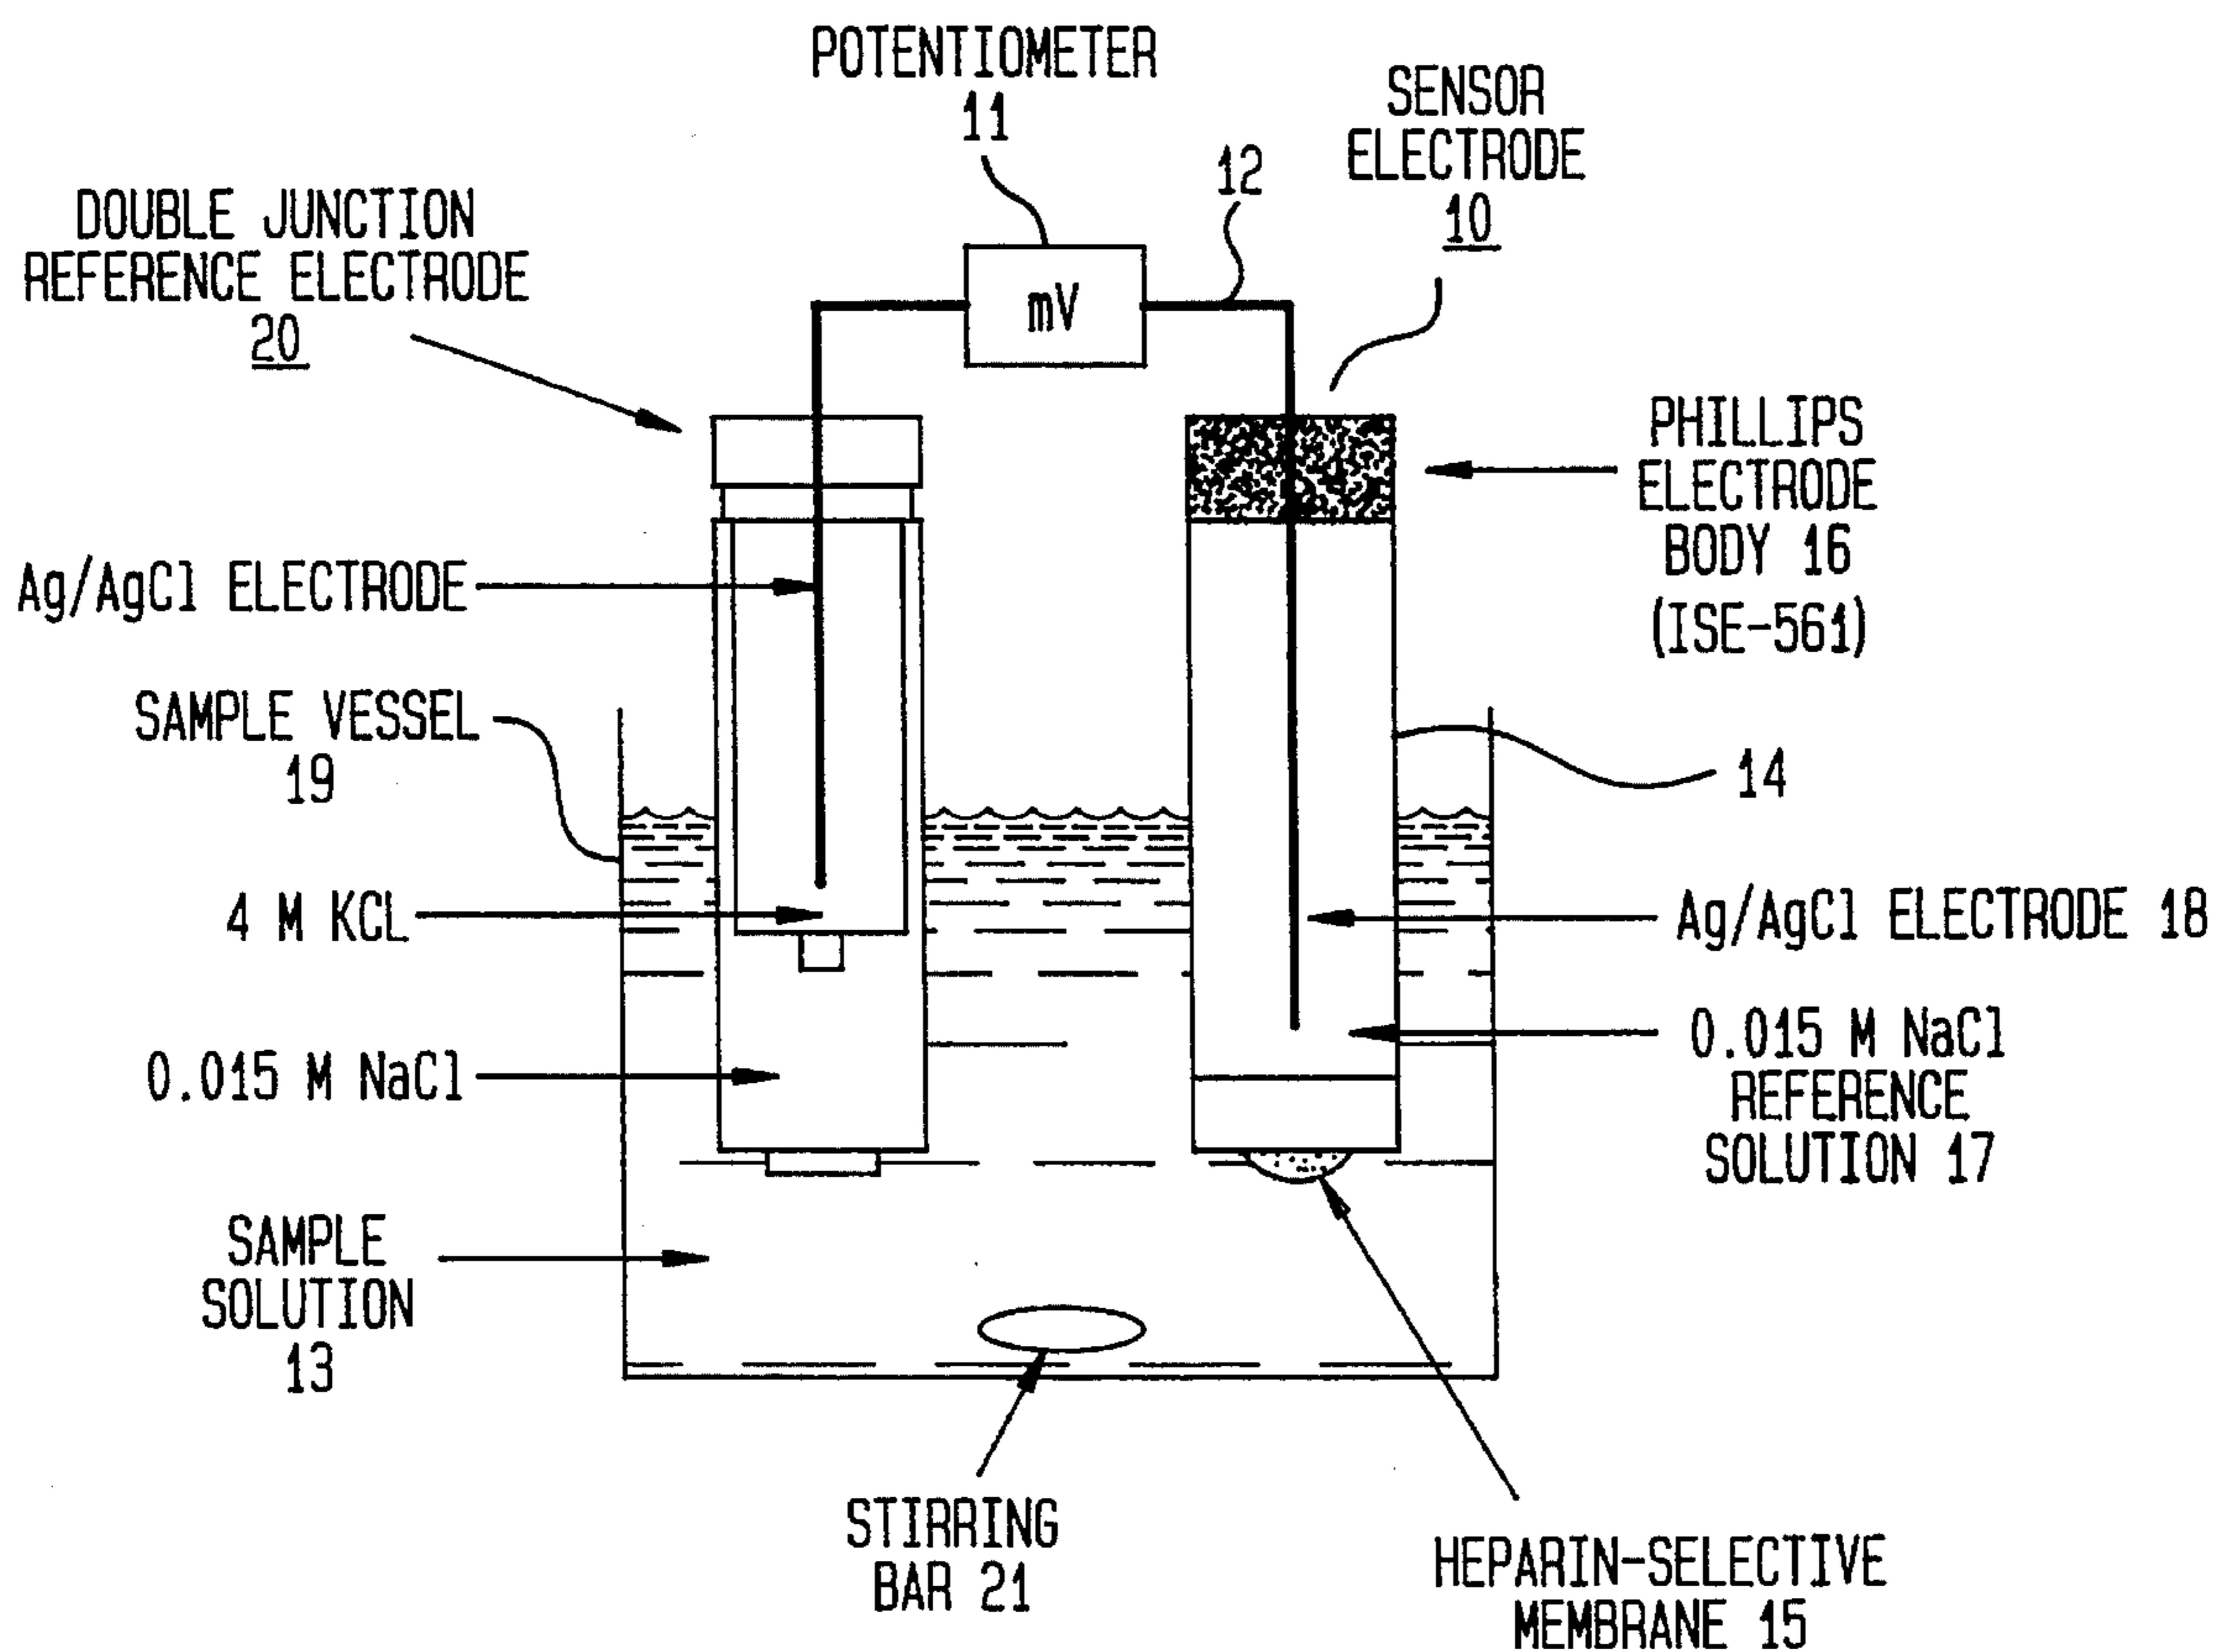 POTENTIOMETER
11
SENSOR
ELECTRODE
10
12
DOUBLE JUNCTION
REFERENCE ELECTRODE
20
mV
PHILLIPS
ELECTRODE
BODY 16
(ISE-561)
Ag/AgCl ELECTRODE
SAMPLE VESSEL
19
14
4 M KCL
Ag/AgCl ELECTRODE 18
0.015 M NaCl
0.015 M NaCl
REFERENCE
SOLUTION 17
SAMPLE
SOLUTION
13
STIRRING
BAR 21
HEPARIN-SELECTIVE
MEMBRANE 15